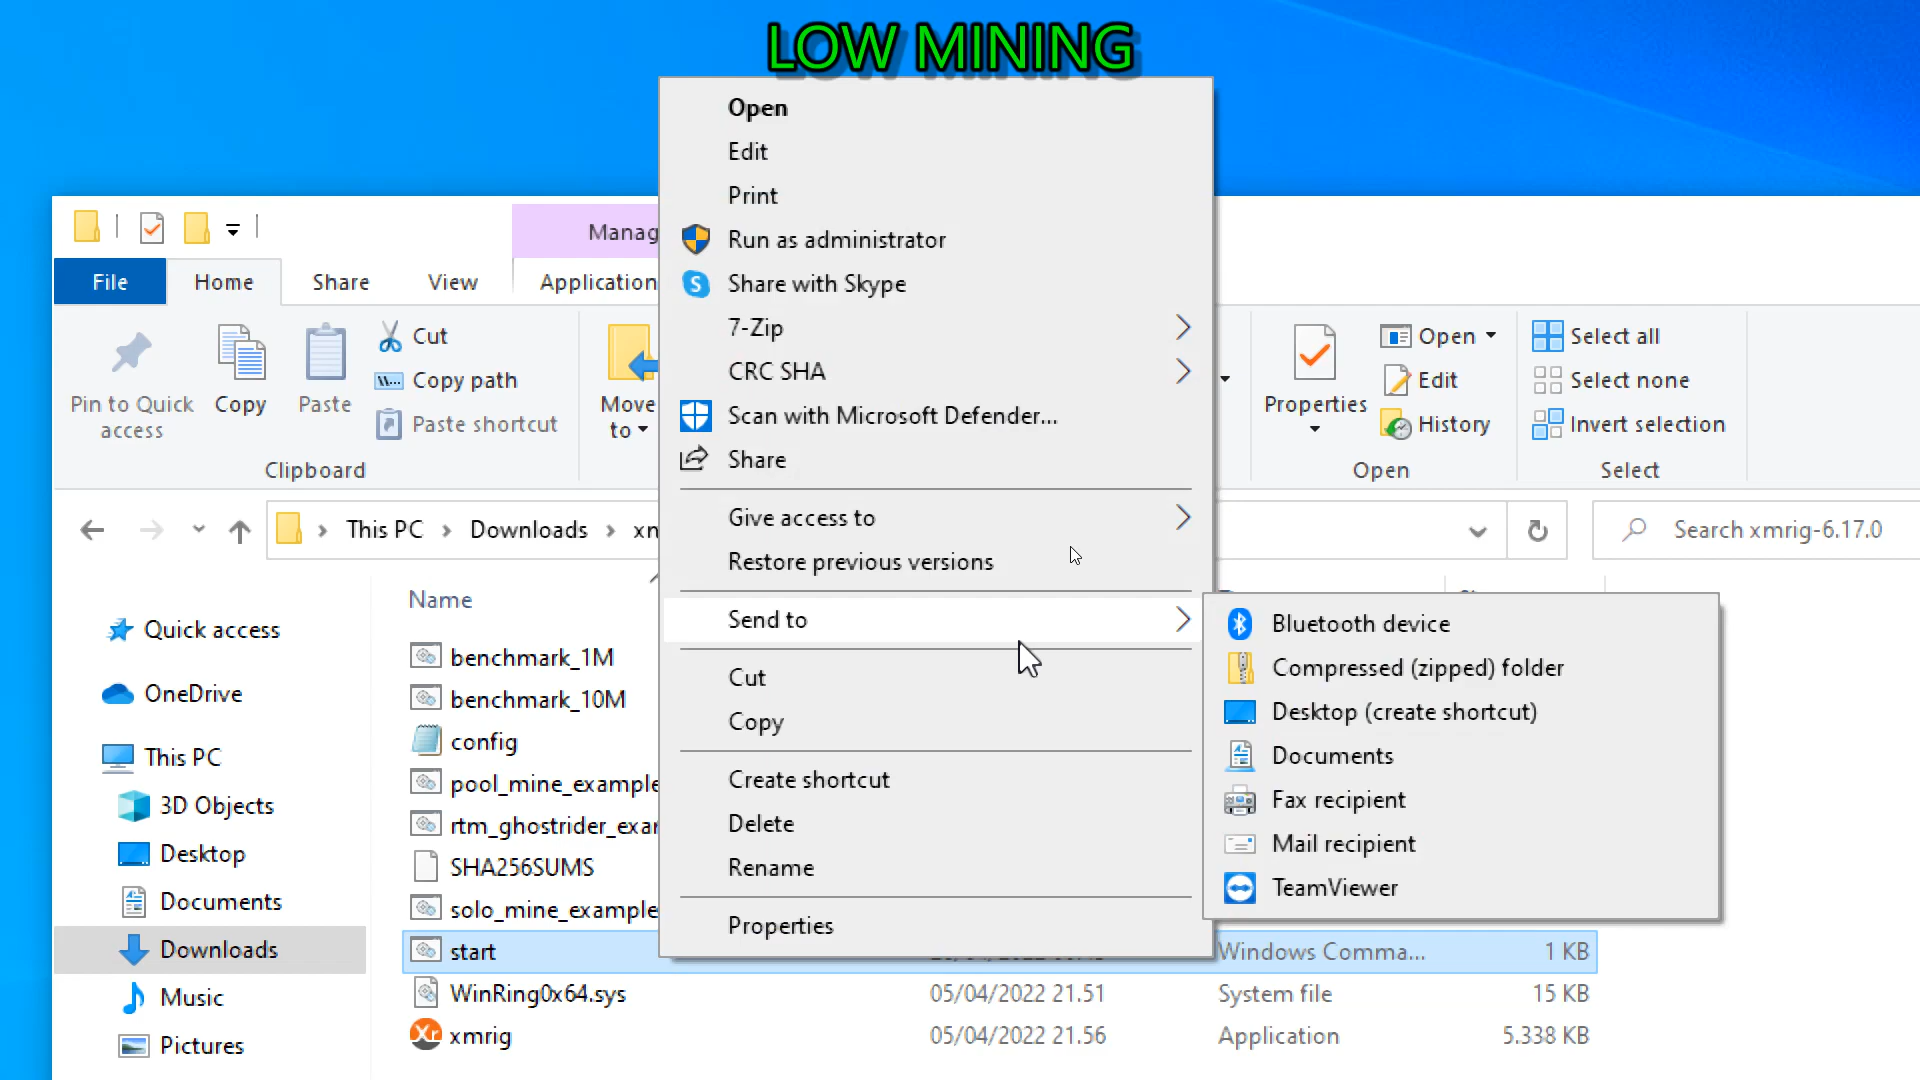 LOW MINING
Manag
File
Home
Share
View
Application
Pin to Quick
access
Copy
Paste
Cut
Copy path
Paste shortcut
Clipboard
Move
to
Properties
Open
Edit
History
Open
Select all
Select none
Invert selection
Select
This PC
Downloads
xn
Search xmrig-6.17.0
Quick access
OneDrive
This PC
3D Objects
Desktop
Documents
Downloads
Music
Pictures
Name
benchmark_1M
benchmark_10M
config
pool_mine_example
rtm_ghostrider_exar
SHA256SUMS
solo_mine_example
start Windows Comma... 1 KB
WinRing0x64.sys 05/04/2022 21.51 System file 15 KB
xmrig 05/04/2022 21.56 Application 5.338 KB
Open
Edit
Print
Run as administrator
Share with Skype
7-Zip
CRC SHA
Scan with Microsoft Defender...
Share
Give access to
Restore previous versions
Send to
Cut
Copy
Create shortcut
Delete
Rename
Properties
Bluetooth device
Compressed (zipped) folder
Desktop (create shortcut)
Documents
Fax recipient
Mail recipient
TeamViewer